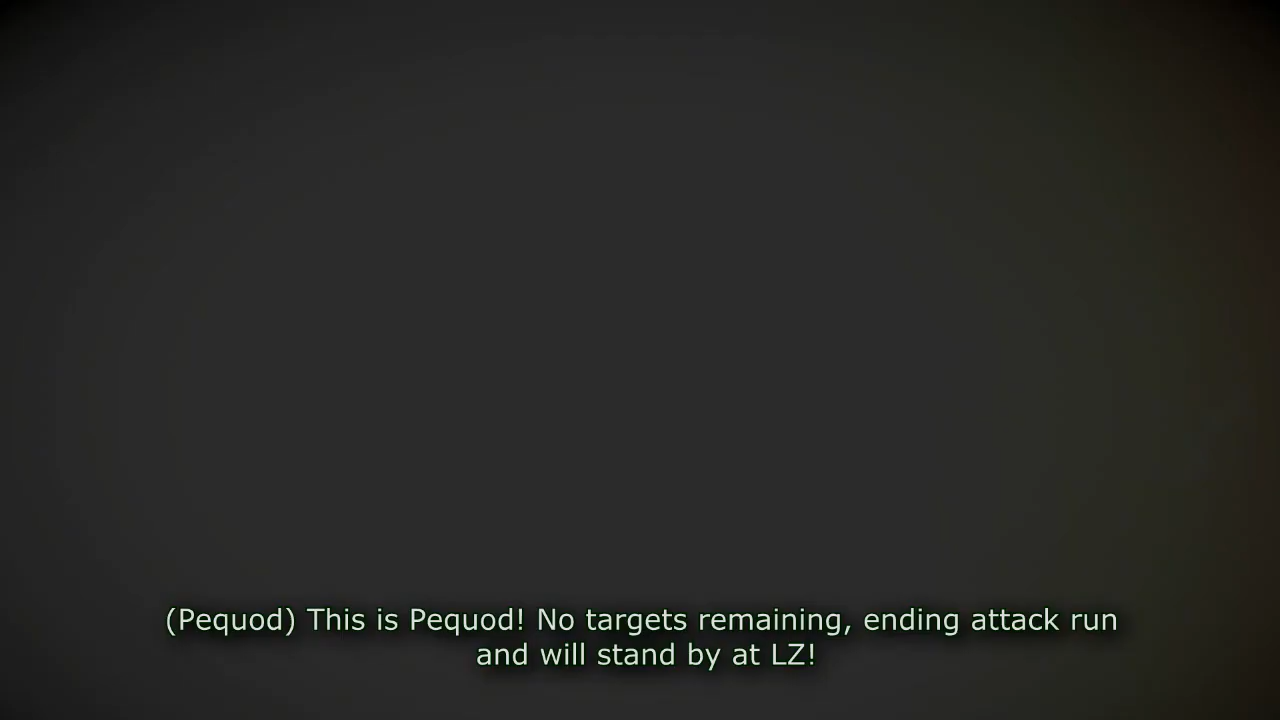 (Pequod) This is Pequod! No targets remaining, ending attack run
and will stand by at LZ!